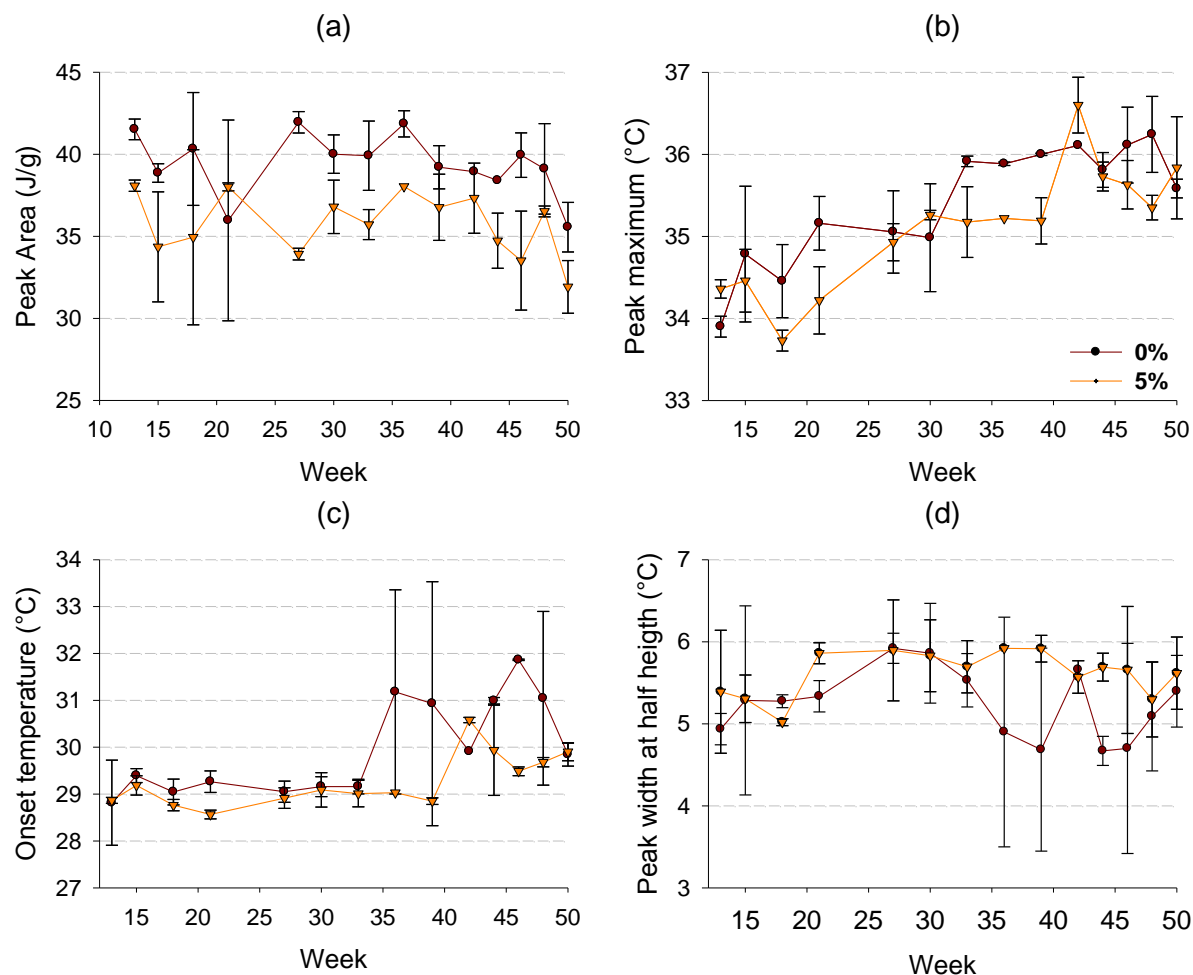 (a)
45
40
35
30
25
Peak Area (J/g)
10 15 20 25 30 35 40 45 50
Week
(b)
37
36
35
34
33
Peak maximum (°C)
0%
5%
15 20 25 30 35 40 45 50
Week
(c)
34
33
32
31
30
29
28
27
Onset temperature (°C)
15 20 25 30 35 40 45 50
Week
(d)
7
6
5
4
3
Peak width at half heigth (°C)
15 20 25 30 35 40 45 50
Week